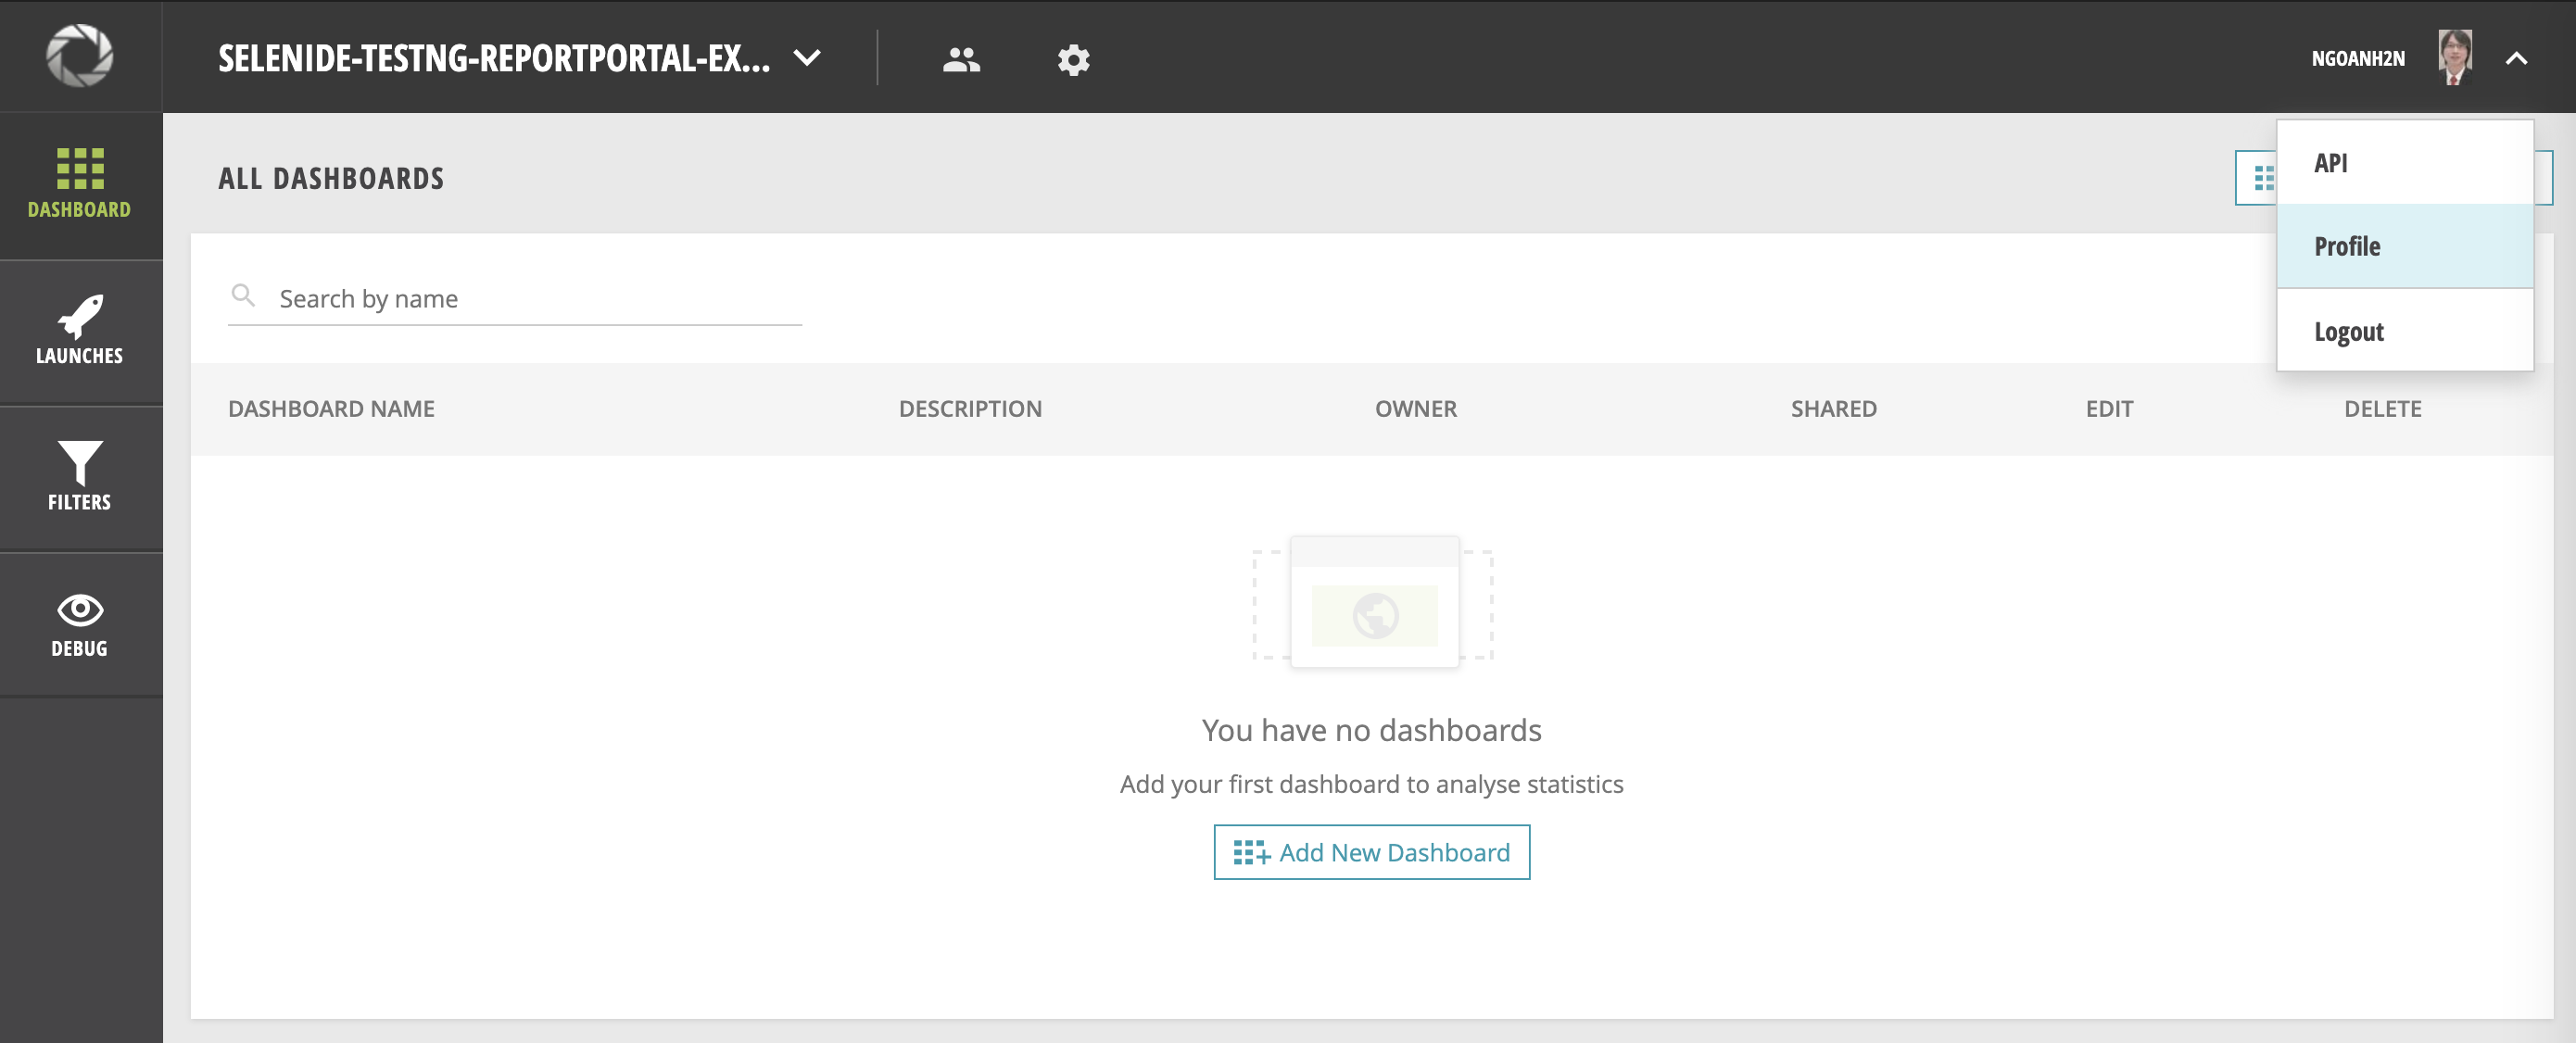 SELENIDE-TESTNG-REPORTPORTAL-EX...
NGOANH2N
API
Profile
Logout
DASHBOARD
LAUNCHES
FILTERS
DEBUG
ALL DASHBOARDS
Search by name
DASHBOARD NAME DESCRIPTION OWNER SHARED EDIT DELETE
You have no dashboards
Add your first dashboard to analyse statistics
Add New Dashboard